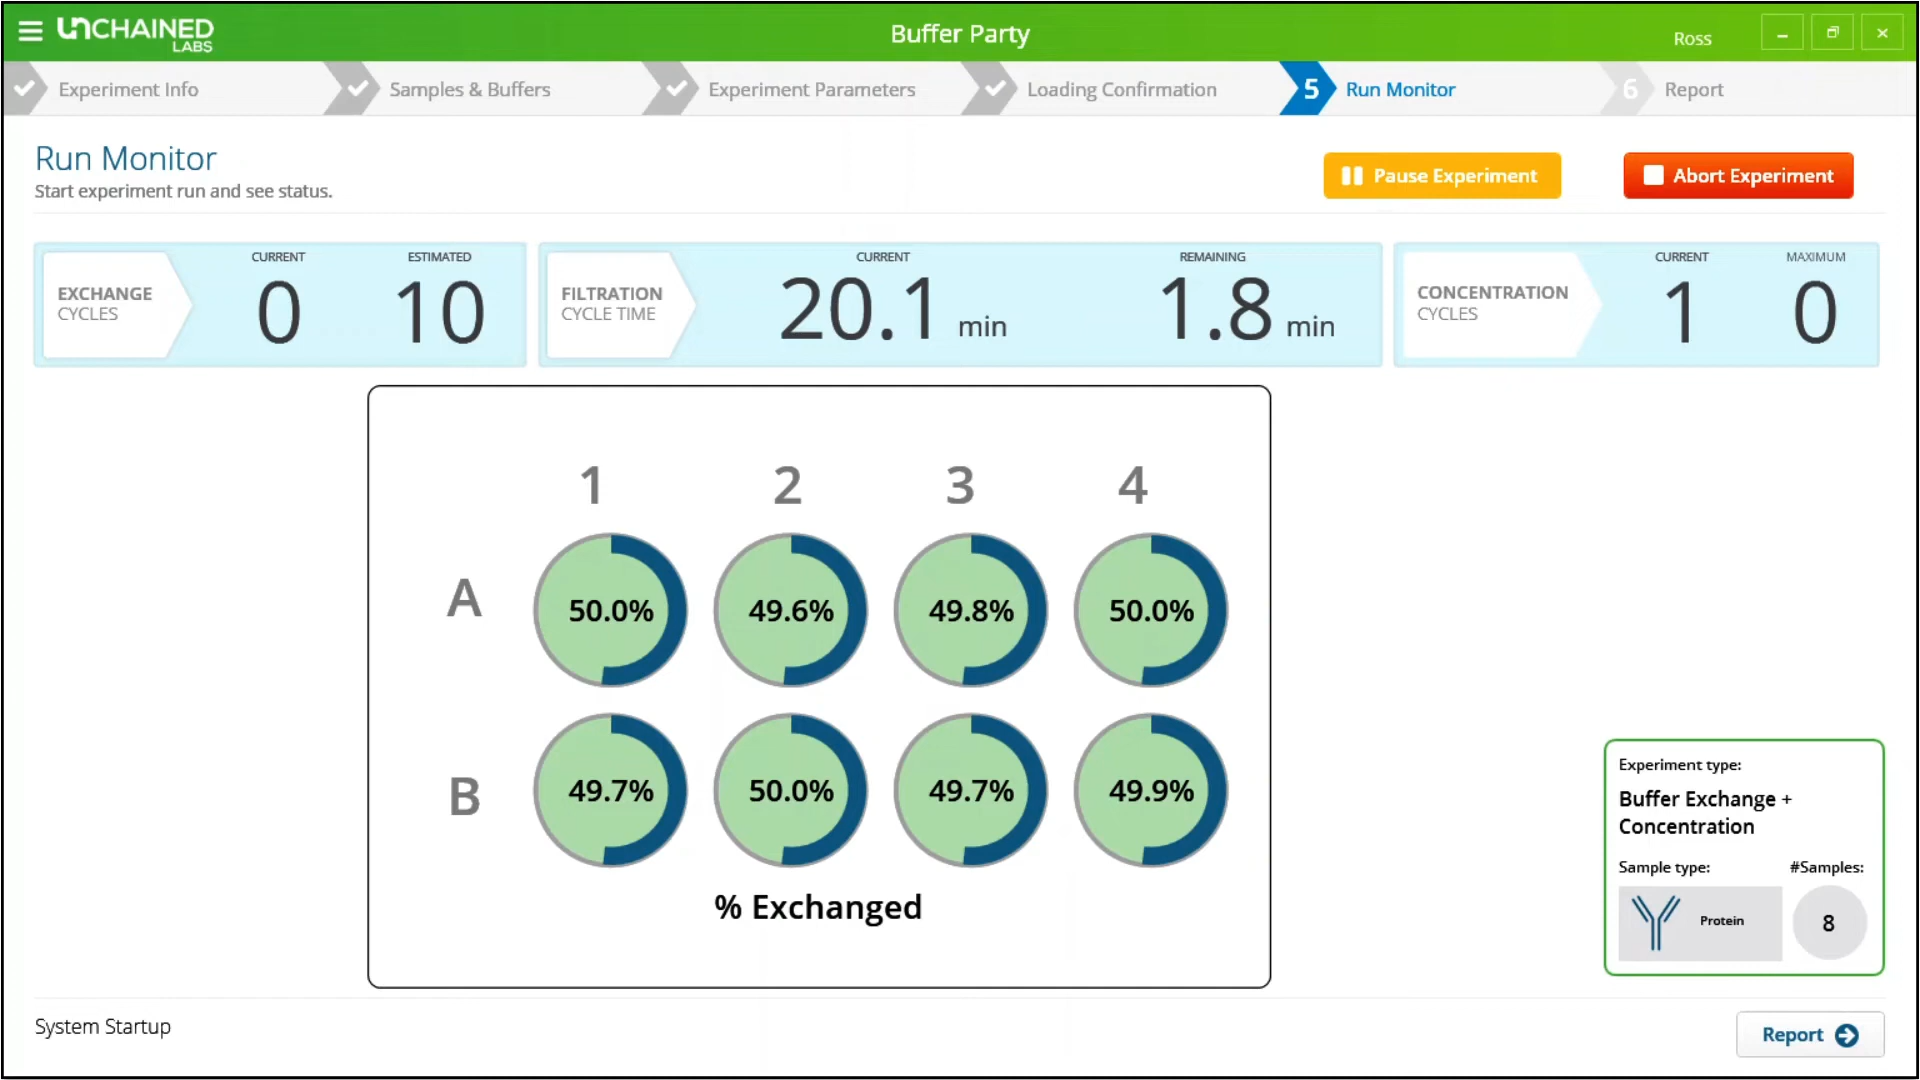 UNCHAINED LABS
Buffer Party
Ross
Experiment Info
Samples & Buffers
Experiment Parameters
Loading Confirmation
5 Run Monitor
6 Report
Run Monitor
Start experiment run and see status.
Pause Experiment
Abort Experiment
EXCHANGE
CYCLES
CURRENT
0
ESTIMATED
10
FILTRATION
CYCLE TIME
CURRENT
20.1 min
REMAINING
1.8 min
CONCENTRATION
CYCLES
CURRENT
1
MAXIMUM
0
1 2 3 4
A 50.0% 49.6% 49.8% 50.0%
B 49.7% 50.0% 49.7% 49.9%
% Exchanged
Experiment type:
Buffer Exchange +
Concentration
Sample type:
#Samples:
Protein
8
System Startup
Report